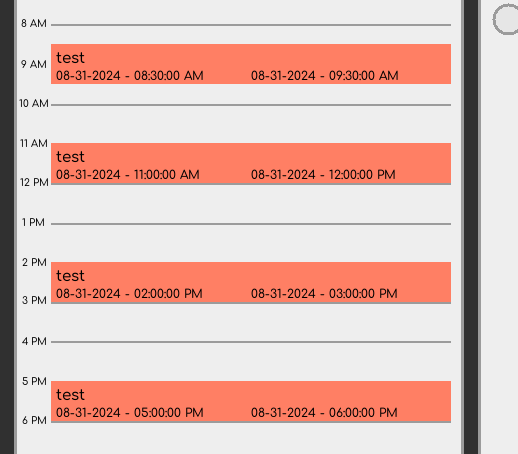 8 AM
test
9 AM
08-31-2024 - 08:30:00 AM 08-31-2024 - 09:30:00 AM
10 AM
11 AM
test
08-31-2024 - 11:00:00 AM 08-31-2024 - 12:00:00 PM
12 PM
1 PM
2 PM
test
08-31-2024 - 02:00:00 PM 08-31-2024 - 03:00:00 PM
3 PM
4 PM
5 PM
test
08-31-2024 - 05:00:00 PM 08-31-2024 - 06:00:00 PM
6 PM